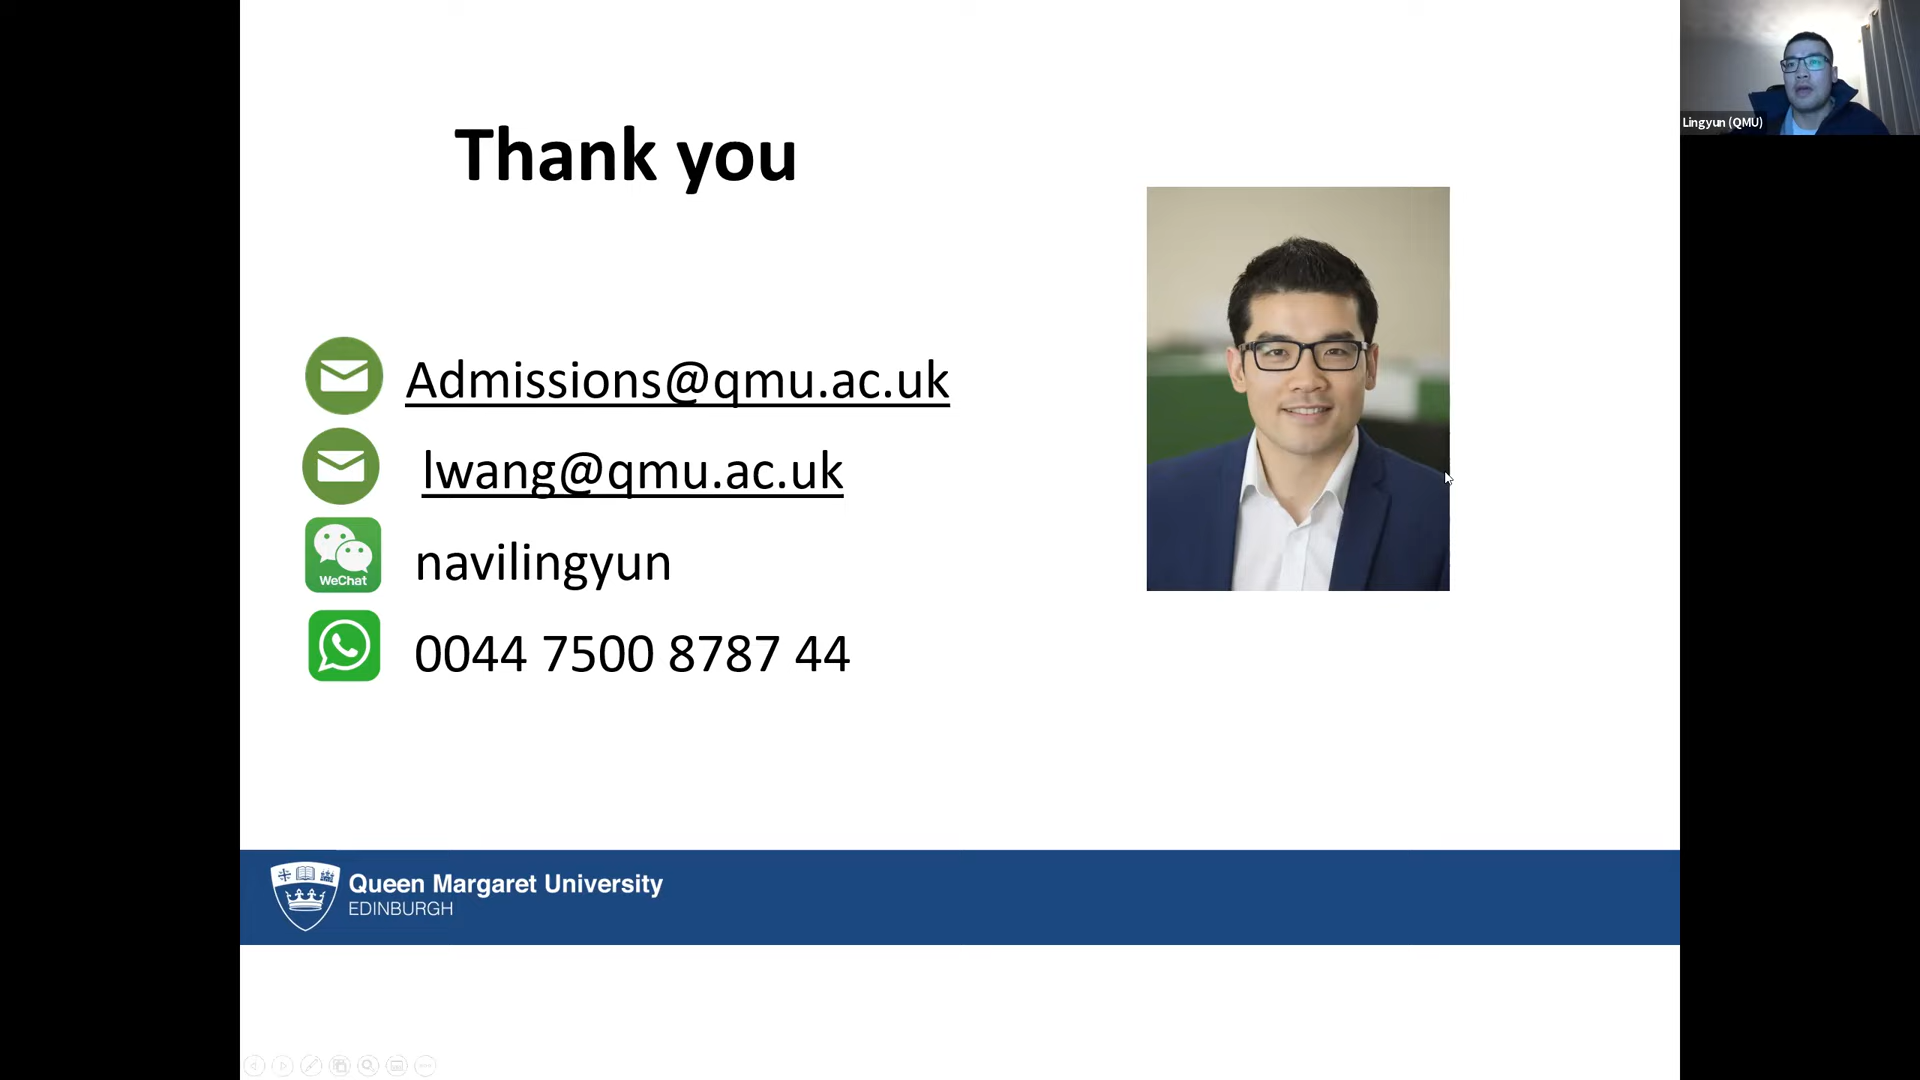 Thank you
Admissions@qmu.ac.uk
lwang@qmu.ac.uk
WeChat
navilingyun
0044 7500 8787 44
Queen Margaret University
EDINBURGH
Lingyun (QMU)